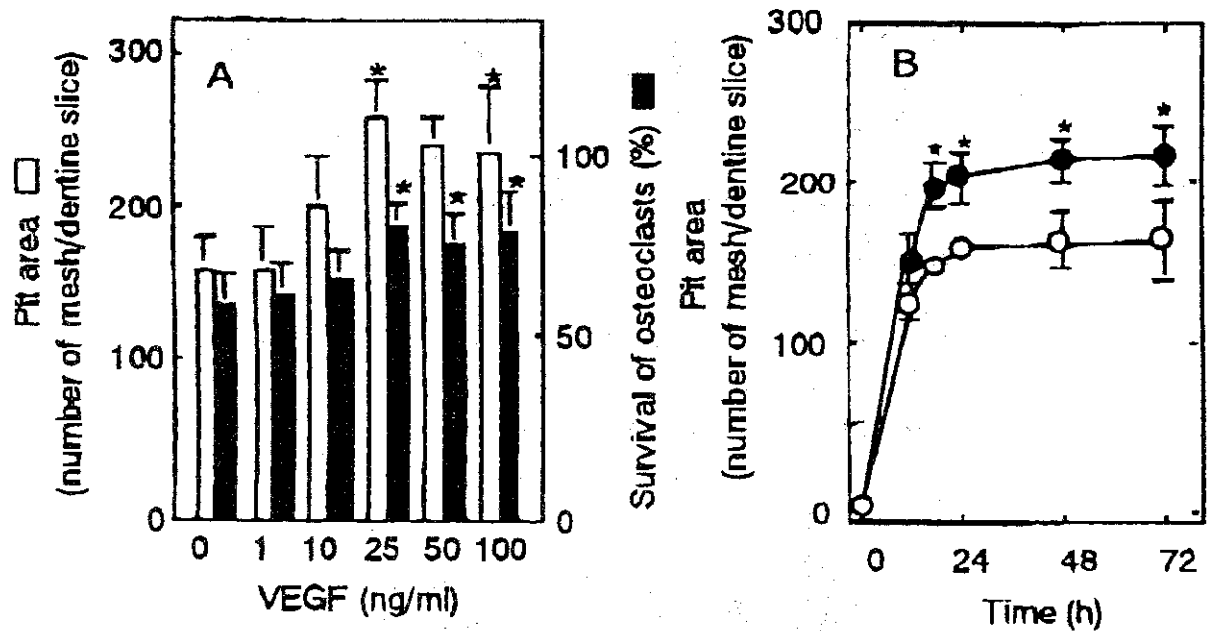 A
Pit area
(number of mesh/dentine slice)
300
200
100
0
*
*
*
*
*
100
50
0
Survival of osteoclasts (%)
0 1 10 25 50 100
VEGF (ng/ml)
B
Pit area
(number of mesh/dentine slice)
300
200
100
0
* * * *
0 24 48 72
Time (h)